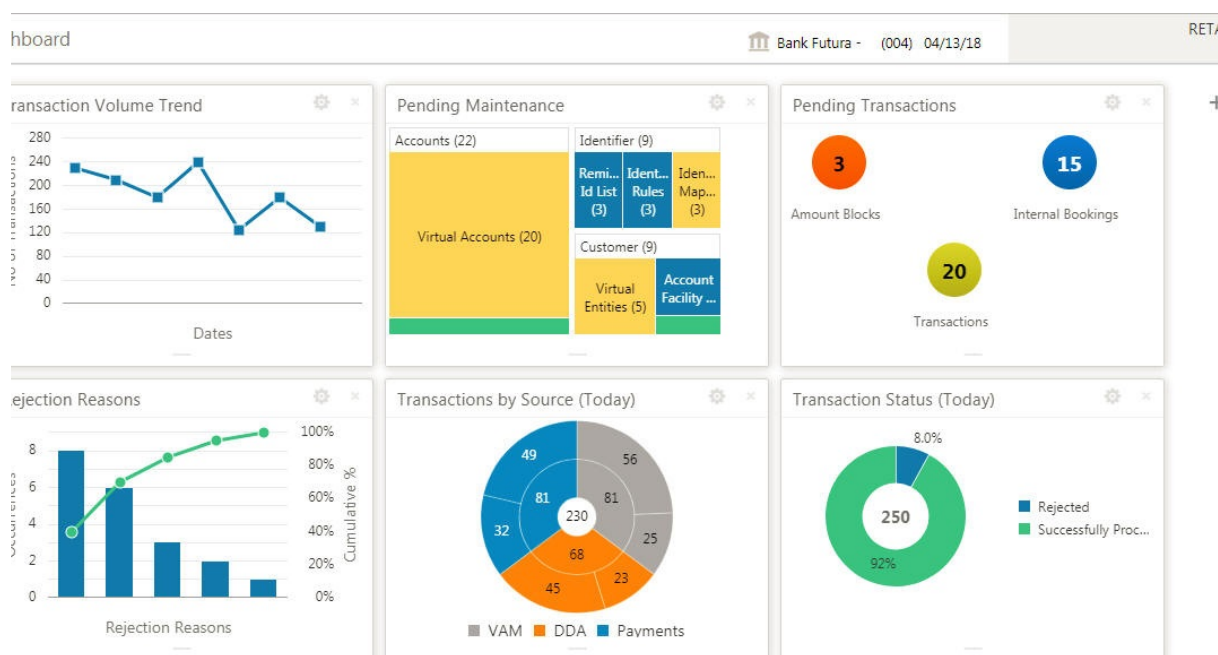 hboard
Bank Futura - (004) 04/13/18
RETA
ransaction Volume Trend
280
240
200
160
120
80
40
0
No of Transactions
Dates
Pending Maintenance
Accounts (22)
Virtual Accounts (20)
Identifier (9)
Remi... Id List (3)
Ident... Rules (3)
Iden... Map... (3)
Customer (9)
Virtual Entities (5)
Account Facility ...
Pending Transactions
3
Amount Blocks
15
Internal Bookings
20
Transactions
ejection Reasons
8
6
4
2
0
Occurrences
100%
80%
60%
40%
20%
0%
Cumulative %
Rejection Reasons
Transactions by Source (Today)
49
56
81
81
230
32
25
68
45
23
VAM DDA Payments
Transaction Status (Today)
8.0%
250
92%
Rejected
Successfully Proc...